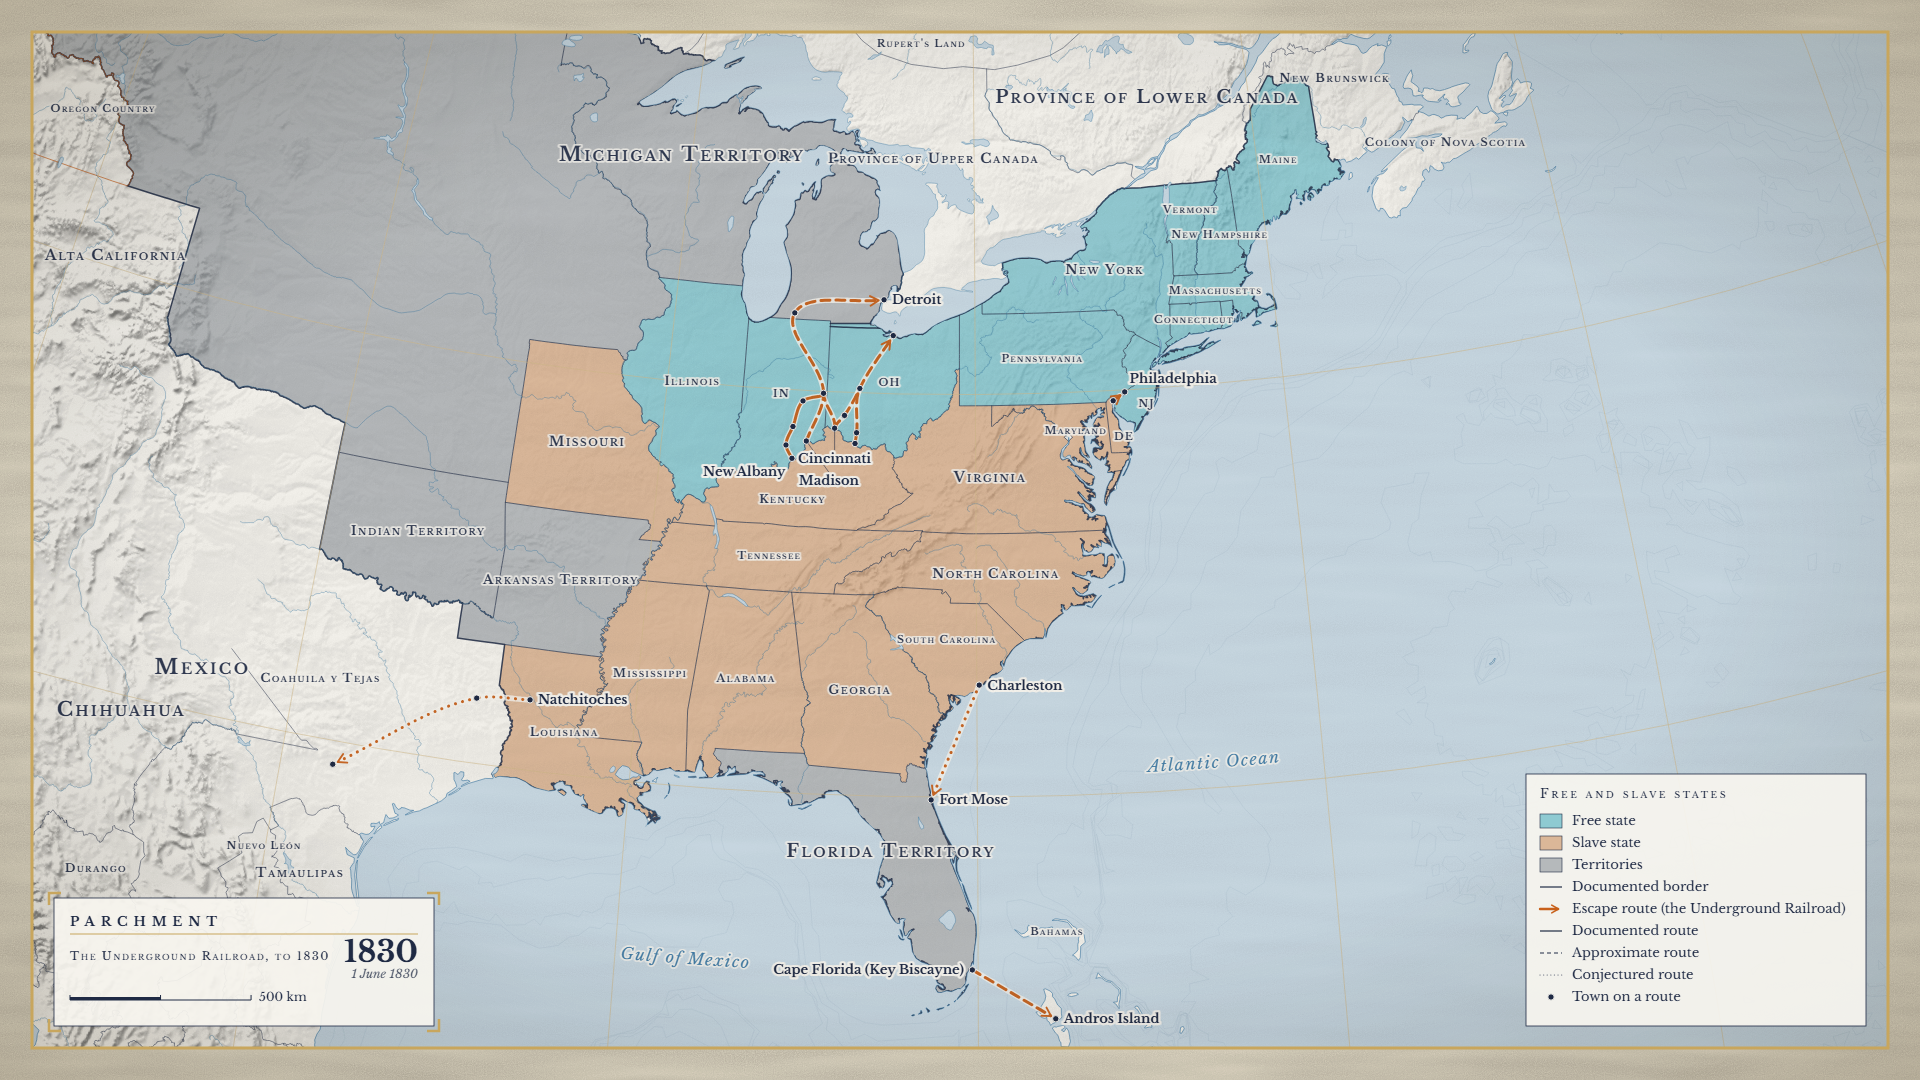 Rupert's Land
Oregon Country
Province of Lower Canada
New Brunswick
Colony of Nova Scotia
Michigan Territory
Province of Upper Canada
Maine
Vermont
New Hampshire
Alta California
New York
Massachusetts
Detroit
Connecticut
Pennsylvania
Illinois
IN
OH
Philadelphia
NJ
Missouri
Maryland
DE
Cincinnati
New Albany
Madison
Kentucky
Virginia
Indian Territory
Tennessee
Arkansas Territory
North Carolina
South Carolina
Mexico
Coahuila y Tejas
Mississippi
Alabama
Georgia
Charleston
Natchitoches
Chihuahua
Louisiana
Atlantic Ocean
Fort Mose
Florida Territory
Nuevo León
Durango
Tamaulipas
Bahamas
Gulf of Mexico
Cape Florida (Key Biscayne)
Andros Island
PARCHMENT
The Underground Railroad, to 1830
1830
1 June 1830
500 km
Free and slave states
Free state
Slave state
Territories
Documented border
Escape route (the Underground Railroad)
Documented route
Approximate route
Conjectured route
Town on a route